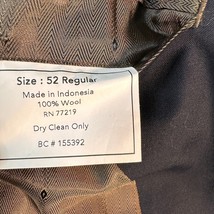 Size : 52 Regular
Made in Indonesia
100% Wool
RN 77219
Dry Clean Only
BC # 155392